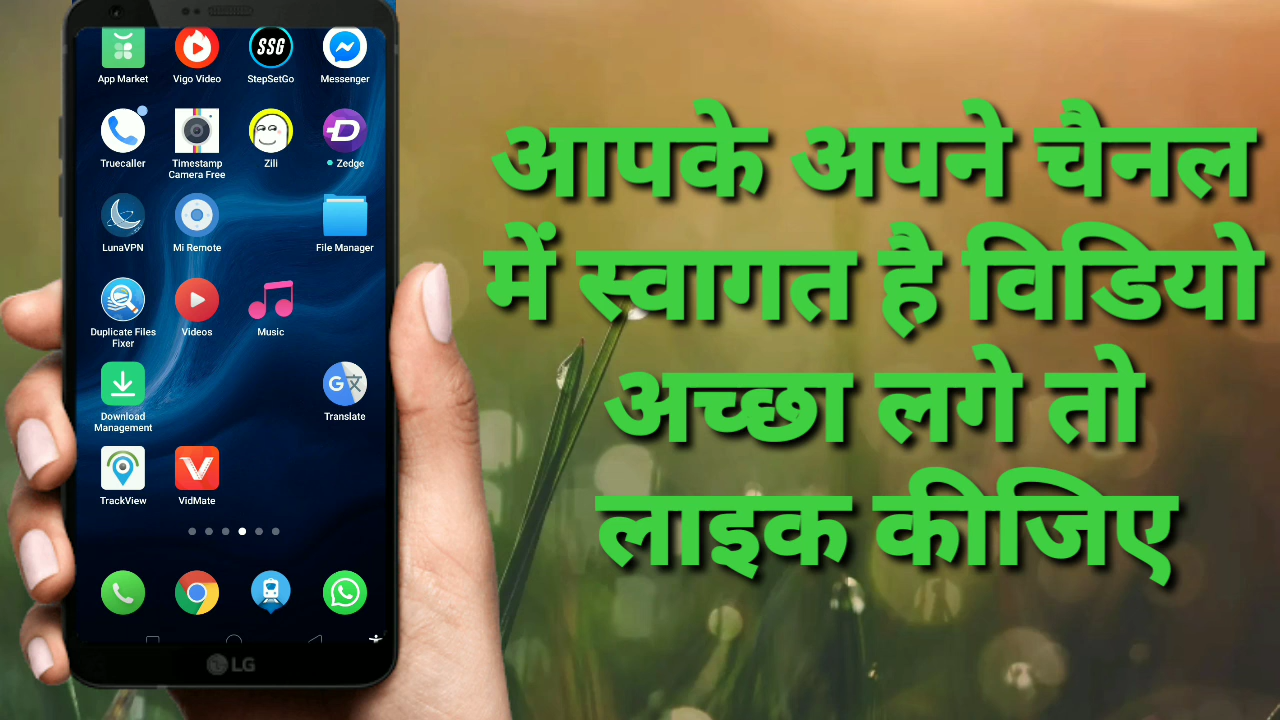 App Market
Vigo Video
SSG
StepSetGo
Messenger
Truecaller
Timestamp
Camera Free
Zili
Zedge
LunaVPN
Mi Remote
File Manager
Duplicate Files
Fixer
Videos
Music
Download
Management
Translate
TrackView
VidMate
LG
आपके अपने चैनल
में स्वागत है विडियो
अच्छा लगे तो
लाइक कीजिए